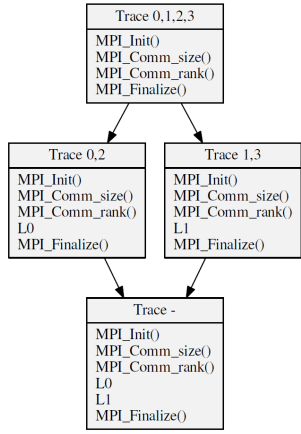 Trace 0,1,2,3
MPI_Init()
MPI_Comm_size()
MPI_Comm_rank()
MPI_Finalize()
Trace 0,2
MPI_Init()
MPI_Comm_size()
MPI_Comm_rank()
L0
MPI_Finalize()
Trace 1,3
MPI_Init()
MPI_Comm_size()
MPI_Comm_rank()
L1
MPI_Finalize()
Trace -
MPI_Init()
MPI_Comm_size()
MPI_Comm_rank()
L0
L1
MPI_Finalize()